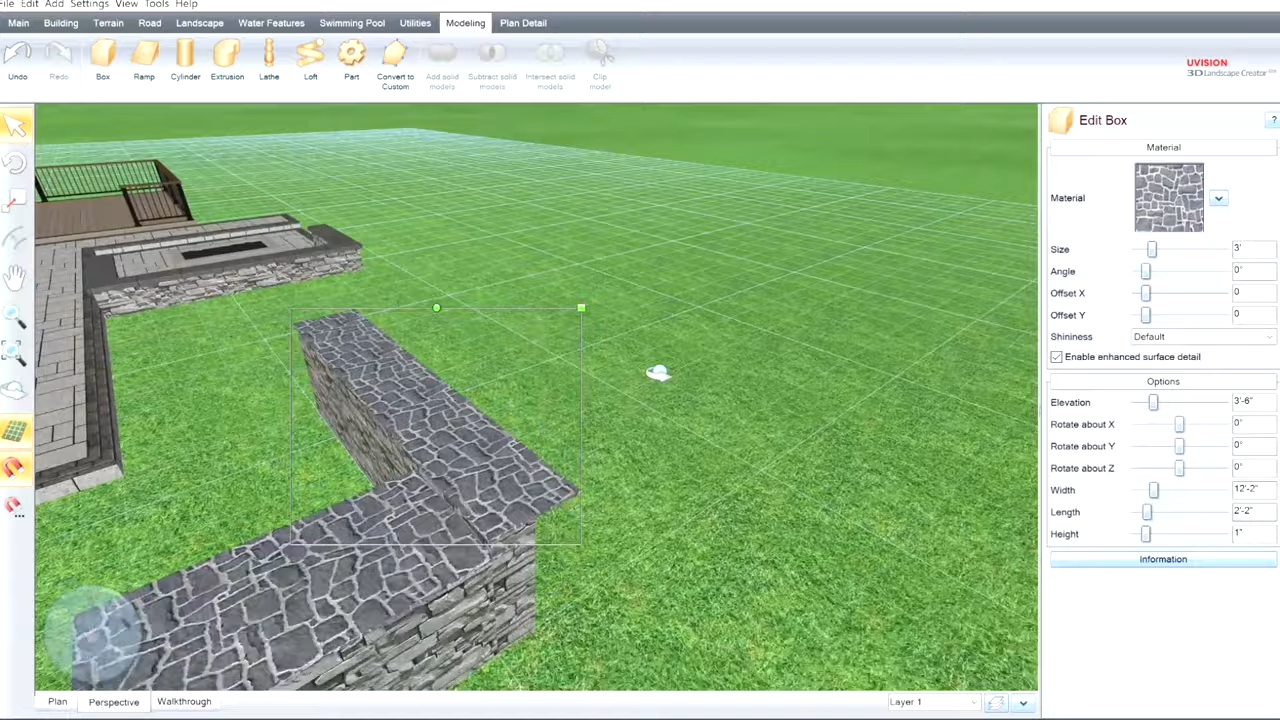 File Edit Add Settings View Tools Help
Main Building Terrain Road Landscape Water Features Swimming Pool Utilities Modeling Plan Detail
Undo Redo Box Ramp Cylinder Extrusion Lathe Loft Part Convert to Custom Add solid models Subtract solid models Intersect solid models Clip model
UVISION
3D Landscape Creator
Edit Box ?
Material
Material
Size 3'
Angle 0°
Offset X 0
Offset Y 0
Shininess Default
Enable enhanced surface detail
Options
Elevation 3'-6"
Rotate about X 0°
Rotate about Y 0°
Rotate about Z 0°
Width 12'-2"
Length 2'-2"
Height 1"
Information
Plan Perspective Walkthrough Layer 1